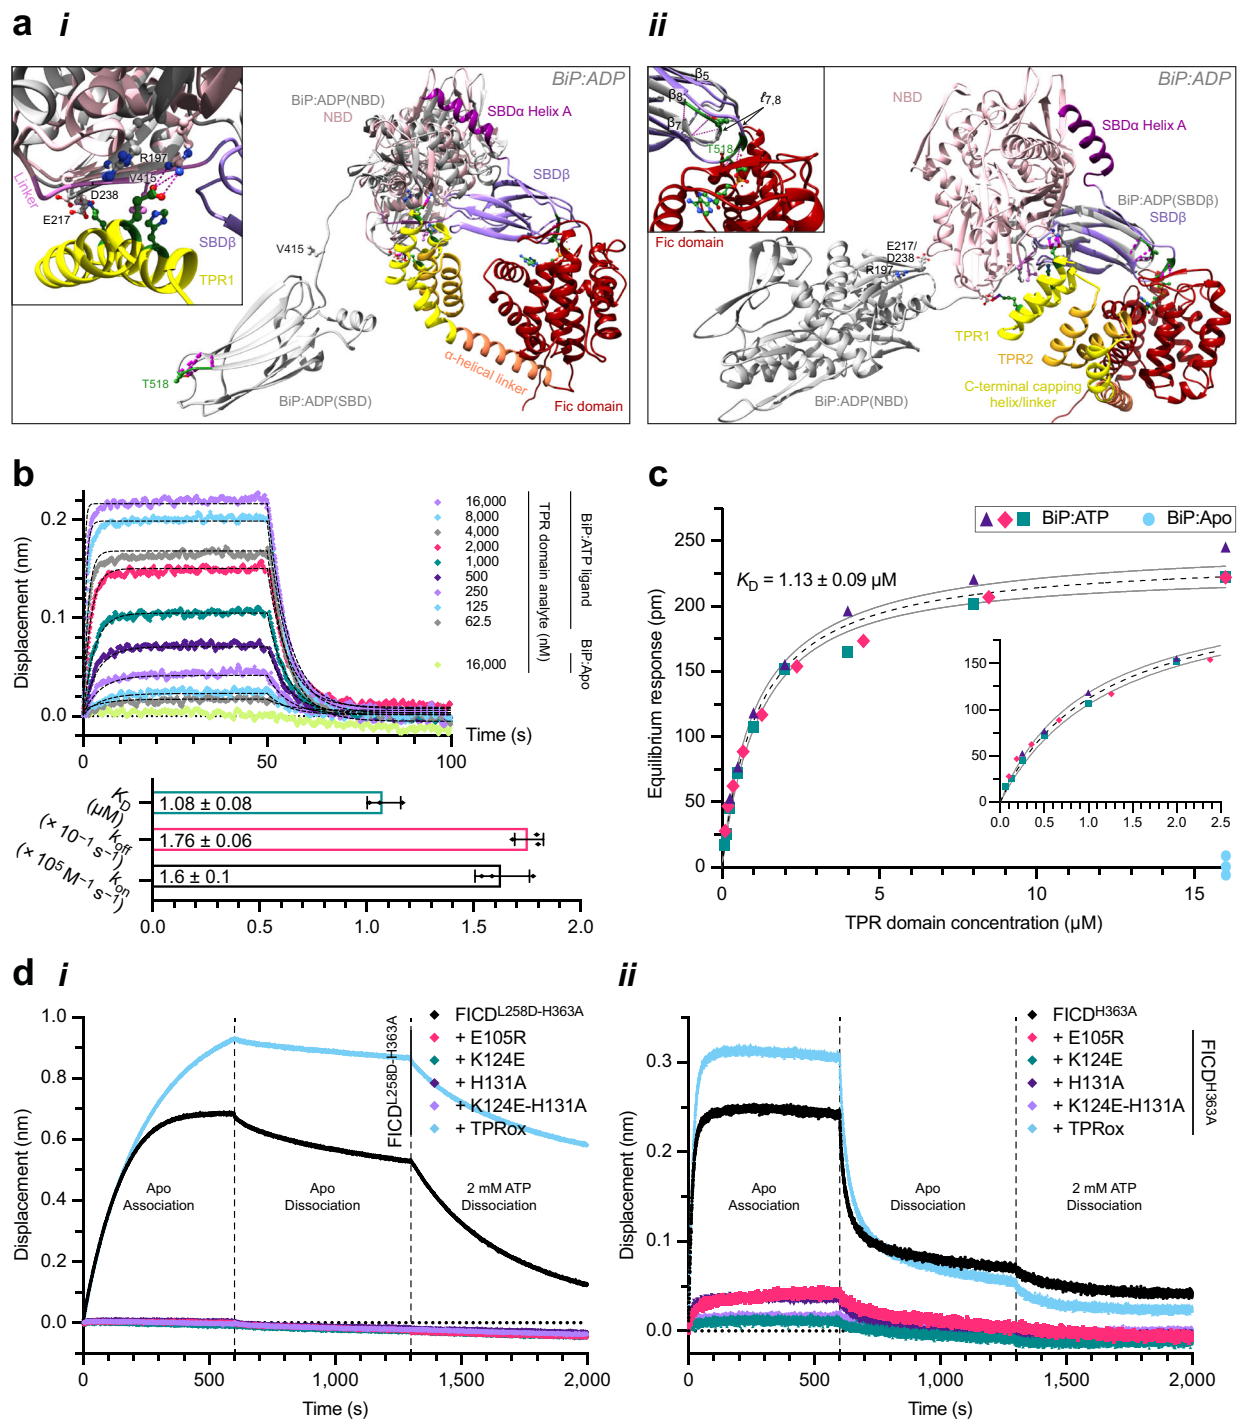 a i
BiP:ADP
BiP:ADP(NBD)
NBD
SBDα Helix A
R197
V415
Linker
D238
E217
SBDβ
TPR1
SBDβ
V415
T518
BiP:ADP(SBD)
α-helical linker
Fic domain
ii
BiP:ADP
β5
β8
ℓ7,8
β7
T518
Fic domain
NBD
SBDα Helix A
BiP:ADP(SBDβ)
SBDβ
E217/
D238
R197
TPR1
TPR2
C-terminal capping
helix/linker
BiP:ADP(NBD)
b
Displacement (nm)
0.2
0.1
0.0
0 50 100
Time (s)
16,000
8,000
4,000
2,000
1,000
500
250
125
62.5
16,000
TPR domain analyte (nM)
BiP:ATP ligand
BiP:Apo
KD
(μM)
1.08 ± 0.08
koff
(× 10−1 s−1)
1.76 ± 0.06
kon
(× 105 M−1 s−1)
1.6 ± 0.1
0.0 0.5 1.0 1.5 2.0
c
BiP:ATP BiP:Apo
KD = 1.13 ± 0.09 μM
Equilibrium response (pm)
250
200
150
100
50
0
0 5 10 15
TPR domain concentration (μM)
150
100
50
0
0.0 0.5 1.0 1.5 2.0 2.5
d i
Displacement (nm)
1.0
0.8
0.6
0.4
0.2
0.0
0 500 1,000 1,500 2,000
Time (s)
Apo
Association
Apo
Dissociation
2 mM ATP
Dissociation
FICDL258D-H363A
+ E105R
+ K124E
+ H131A
+ K124E-H131A
+ TPRox
FICDL258D-H363A
ii
Displacement (nm)
0.3
0.2
0.1
0.0
0 500 1,000 1,500 2,000
Time (s)
Apo
Association
Apo
Dissociation
2 mM ATP
Dissociation
FICDH363A
+ E105R
+ K124E
+ H131A
+ K124E-H131A
+ TPRox
FICDH363A